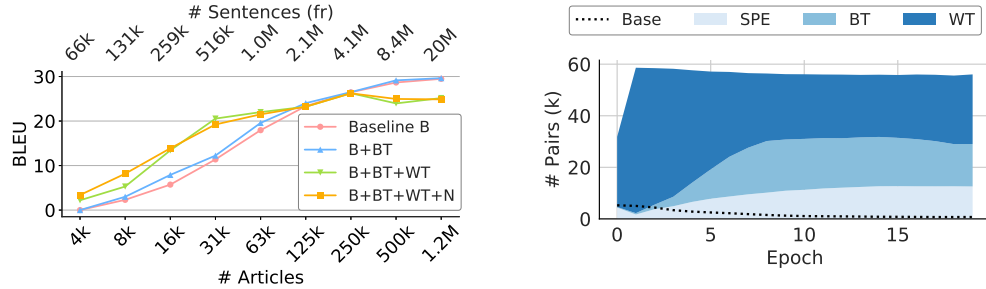 # Sentences (fr)
66k 131k 259k 516k 1.0M 2.1M 4.1M 8.4M 20M
30
20
10
0
BLEU
Baseline B
B+BT
B+BT+WT
B+BT+WT+N
4k 8k 16k 31k 63k 125k 250k 500k 1.2M
# Articles
Base SPE BT WT
60
40
20
0
# Pairs (k)
0 5 10 15
Epoch